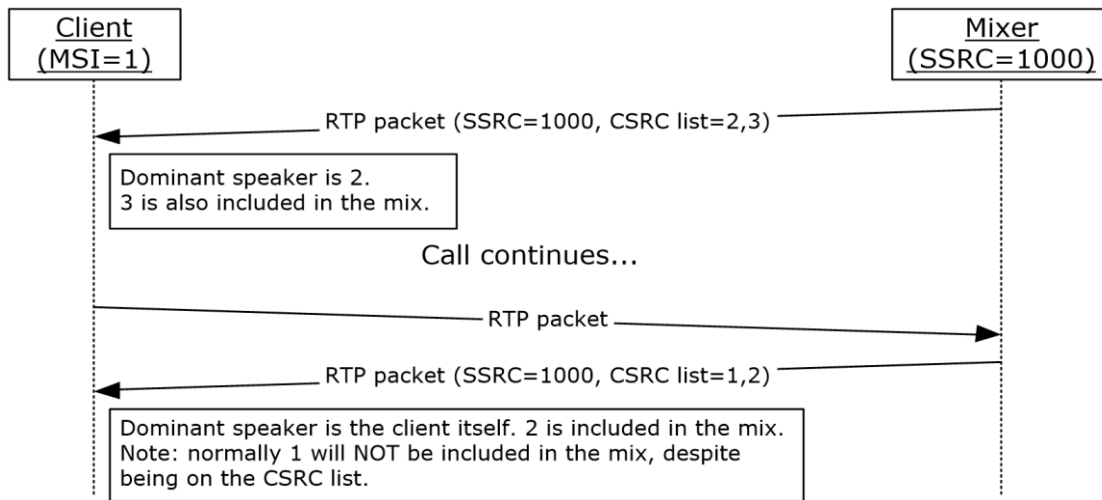 Client
(MSI=1)
Mixer
(SSRC=1000)
RTP packet (SSRC=1000, CSRC list=2,3)
Dominant speaker is 2.
3 is also included in the mix.
Call continues...
RTP packet
RTP packet (SSRC=1000, CSRC list=1,2)
Dominant speaker is the client itself. 2 is included in the mix.
Note: normally 1 will NOT be included in the mix, despite
being on the CSRC list.